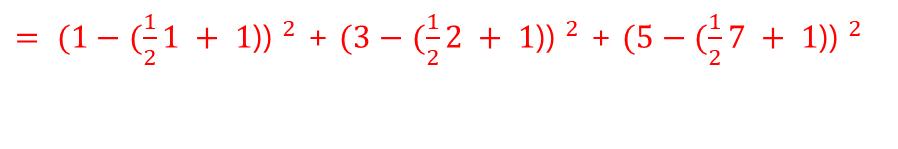 = (1 − (½1 + 1)) ² + (3 − (½2 + 1)) ² + (5 − (½7 + 1)) ²